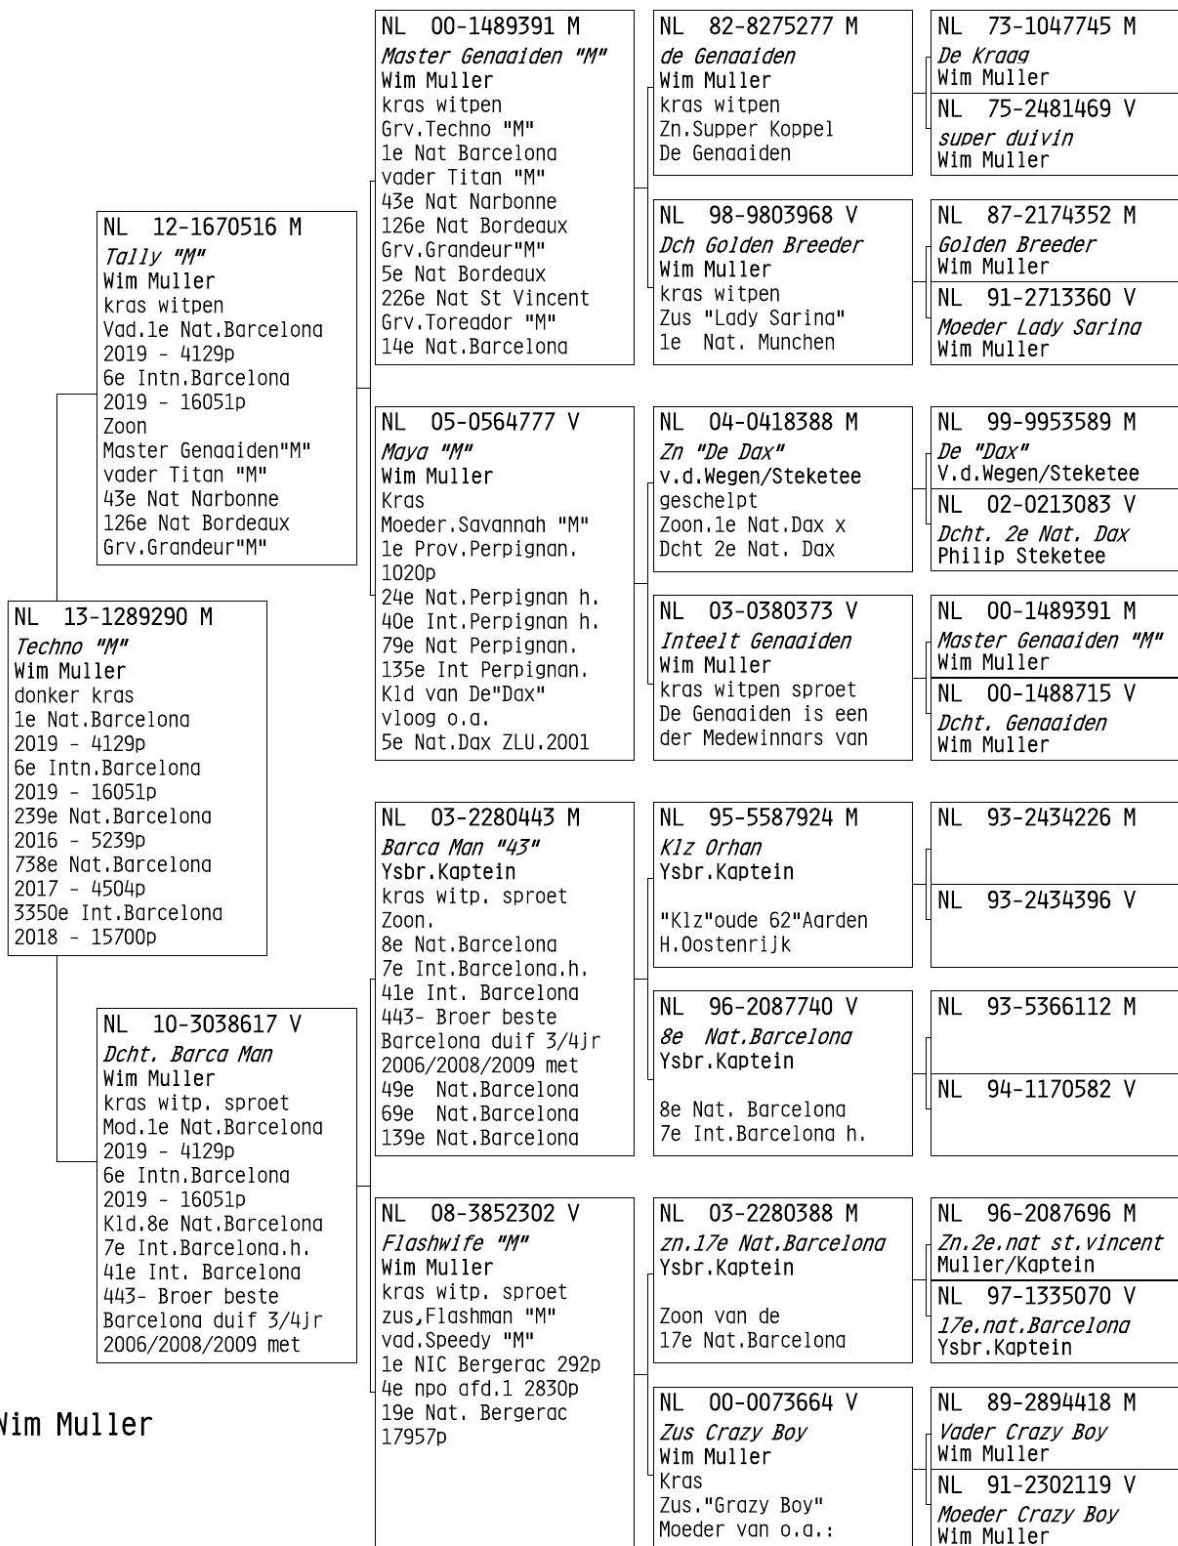 NL 13-1289290 M
Techno "M"
Wim Muller
donker kras
1e Nat.Barcelona
2019 - 4129p
6e Intn.Barcelona
2019 - 16051p
239e Nat.Barcelona
2016 - 5239p
738e Nat.Barcelona
2017 - 4504p
3350e Int.Barcelona
2018 - 15700p
NL 12-1670516 M
Tally "M"
Wim Muller
kras witpen
Vad.1e Nat.Barcelona
2019 - 4129p
6e Intn.Barcelona
2019 - 16051p
Zoon
Master Genaaiden"M"
vader Titan "M"
43e Nat Narbonne
126e Nat Bordeaux
Grv.Grandeur"M"
NL 10-3038617 V
Dcht. Barca Man
Wim Muller
kras witp. sproet
Mod.1e Nat.Barcelona
2019 - 4129p
6e Intn.Barcelona
2019 - 16051p
Kld.8e Nat.Barcelona
7e Int.Barcelona.h.
41e Int. Barcelona
443- Broer beste
Barcelona duif 3/4jr
2006/2008/2009 met
NL 00-1489391 M
Master Genaaiden "M"
Wim Muller
kras witpen
Grv.Techno "M"
1e Nat Barcelona
vader Titan "M"
43e Nat Narbonne
126e Nat Bordeaux
Grv.Grandeur"M"
5e Nat Bordeaux
226e Nat St Vincent
Grv.Toreador "M"
14e Nat.Barcelona
NL 05-0564777 V
Maya "M"
Wim Muller
Kras
Moeder.Savannah "M"
1e Prov.Perpignan.
1020p
24e Nat.Perpignan h.
40e Int.Perpignan h.
79e Nat Perpignan.
135e Int Perpignan.
Kld van De"Dax"
vloog o.a.
5e Nat.Dax ZLU.2001
NL 03-2280443 M
Barca Man "43"
Ysbr.Kaptein
kras witp. sproet
Zoon.
8e Nat.Barcelona
7e Int.Barcelona.h.
41e Int. Barcelona
443- Broer beste
Barcelona duif 3/4jr
2006/2008/2009 met
49e Nat.Barcelona
69e Nat.Barcelona
139e Nat.Barcelona
NL 08-3852302 V
Flashwife "M"
Wim Muller
kras witp. sproet
zus,Flashman "M"
vad.Speedy "M"
1e NIC Bergerac 292p
4e npo afd.1 2830p
19e Nat. Bergerac
17957p
NL 82-8275277 M
de Genaaiden
Wim Muller
kras witpen
Zn.Supper Koppel
De Genaaiden
NL 98-9803968 V
Dch Golden Breeder
Wim Muller
kras witpen
Zus "Lady Sarina"
1e Nat. Munchen
NL 04-0418388 M
Zn "De Dax"
v.d.Wegen/Steketee
geschelpt
Zoon.1e Nat.Dax x
Dcht 2e Nat. Dax
NL 03-0380373 V
Inteelt Genaaiden
Wim Muller
kras witpen sproet
De Genaaiden is een
der Medewinnars van
NL 95-5587924 M
Klz Orhan
Ysbr.Kaptein
"Klz"oude 62"Aarden
H.Oostenrijk
NL 96-2087740 V
8e Nat.Barcelona
Ysbr.Kaptein
8e Nat. Barcelona
7e Int.Barcelona h.
NL 03-2280388 M
zn.17e Nat.Barcelona
Ysbr.Kaptein
Zoon van de
17e Nat.Barcelona
NL 00-0073664 V
Zus Crazy Boy
Wim Muller
Kras
Zus."Grazy Boy"
Moeder van o.a.:
NL 73-1047745 M
De Kraag
Wim Muller
NL 75-2481469 V
super duivin
Wim Muller
NL 87-2174352 M
Golden Breeder
Wim Muller
NL 91-2713360 V
Moeder Lady Sarina
Wim Muller
NL 99-9953589 M
De "Dax"
V.d.Wegen/Steketee
NL 02-0213083 V
Dcht. 2e Nat. Dax
Philip Steketee
NL 00-1489391 M
Master Genaaiden "M"
Wim Muller
NL 00-1488715 V
Dcht. Genaaiden
Wim Muller
NL 93-2434226 M
NL 93-2434396 V
NL 93-5366112 M
NL 94-1170582 V
NL 96-2087696 M
Zn.2e.nat st.vincent
Muller/Kaptein
NL 97-1335070 V
17e.nat.Barcelona
Ysbr.Kaptein
NL 89-2894418 M
Vader Crazy Boy
Wim Muller
NL 91-2302119 V
Moeder Crazy Boy
Wim Muller
Wim Muller